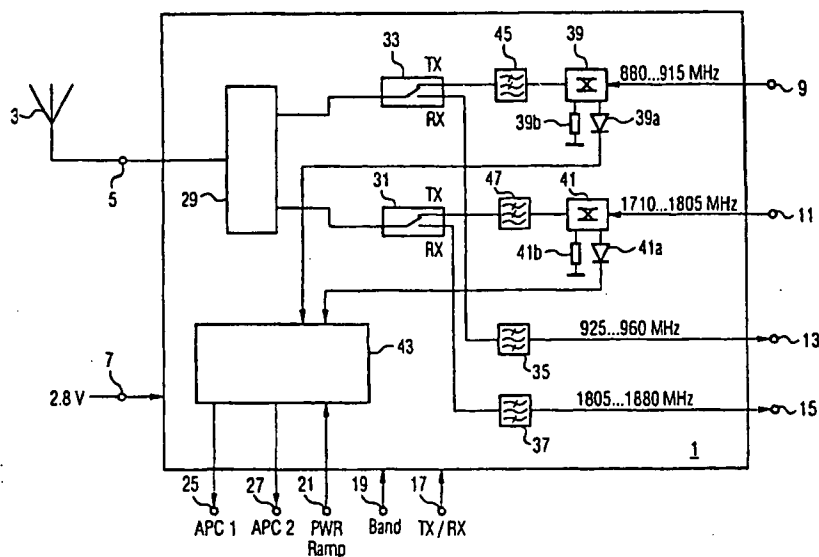 45
39
33
TX
880...915 MHz
9
3
RX
39b
39a
5
29
31
TX
47
41
1710...1805 MHz
11
RX
41b
41a
43
925...960 MHz
13
7
35
2.8 V
1805...1880 MHz
15
37
1
25
27
21
19
17
APC 1
APC 2
PWR
Ramp
Band
TX / RX